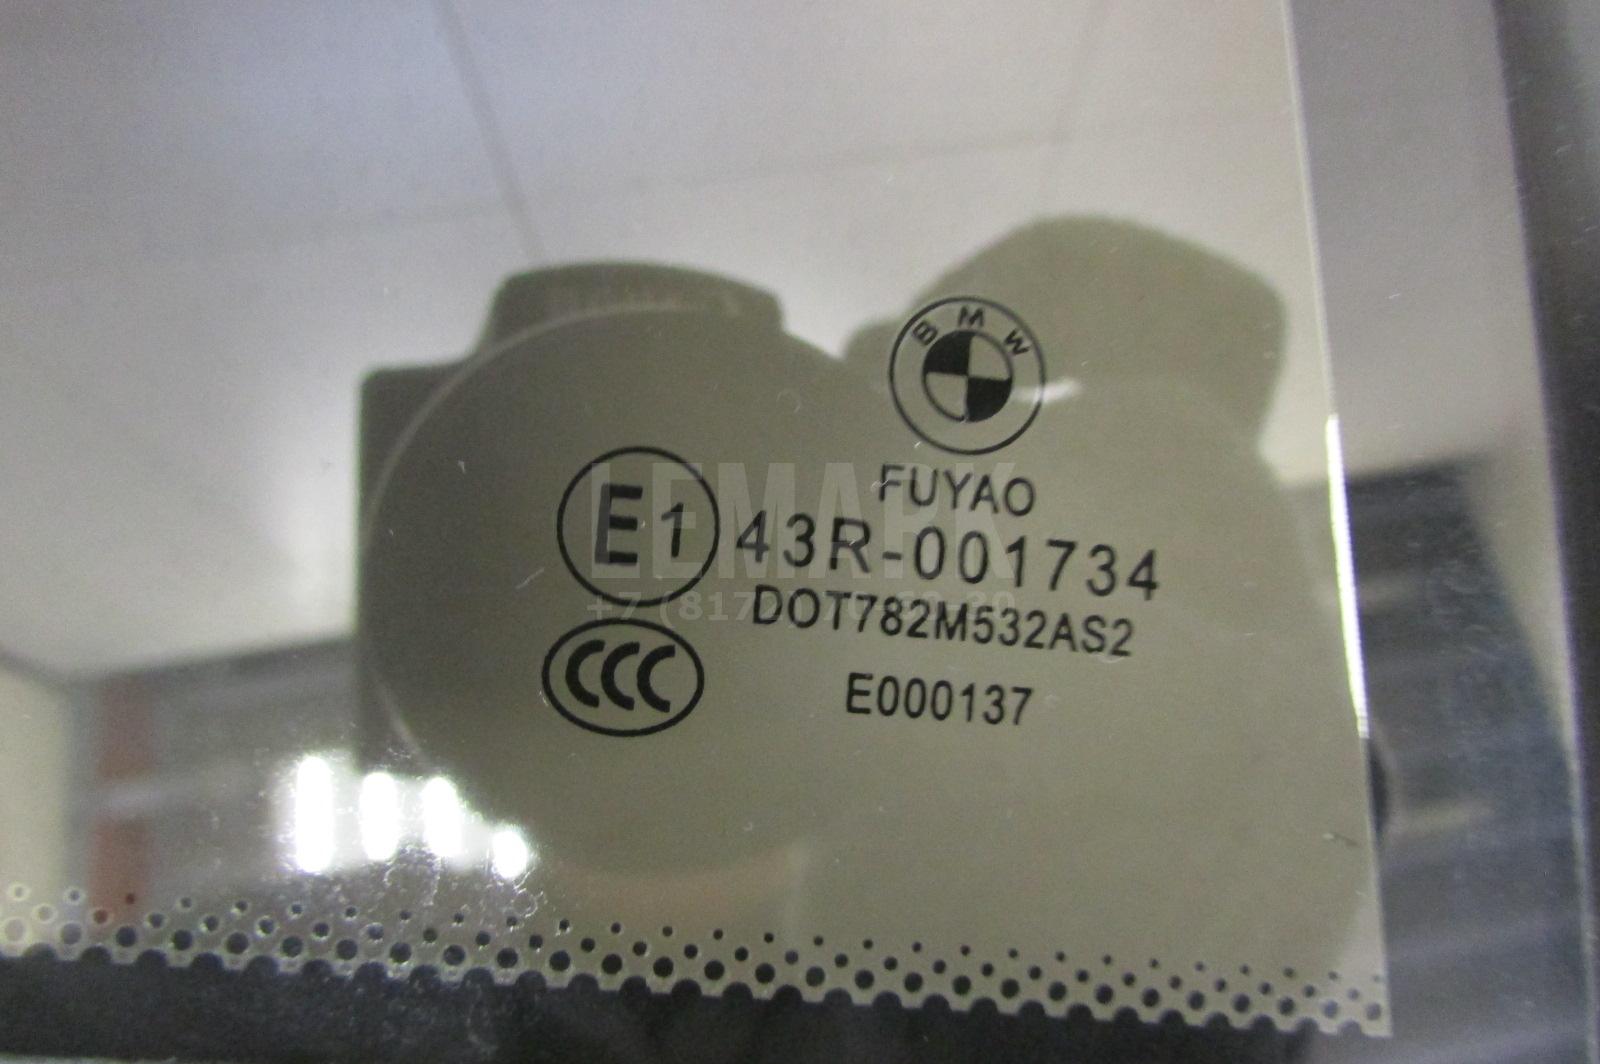 BMW
FUYAO
E1 43R-001734
DOT782M532AS2
CCC
E000137
LEMARK